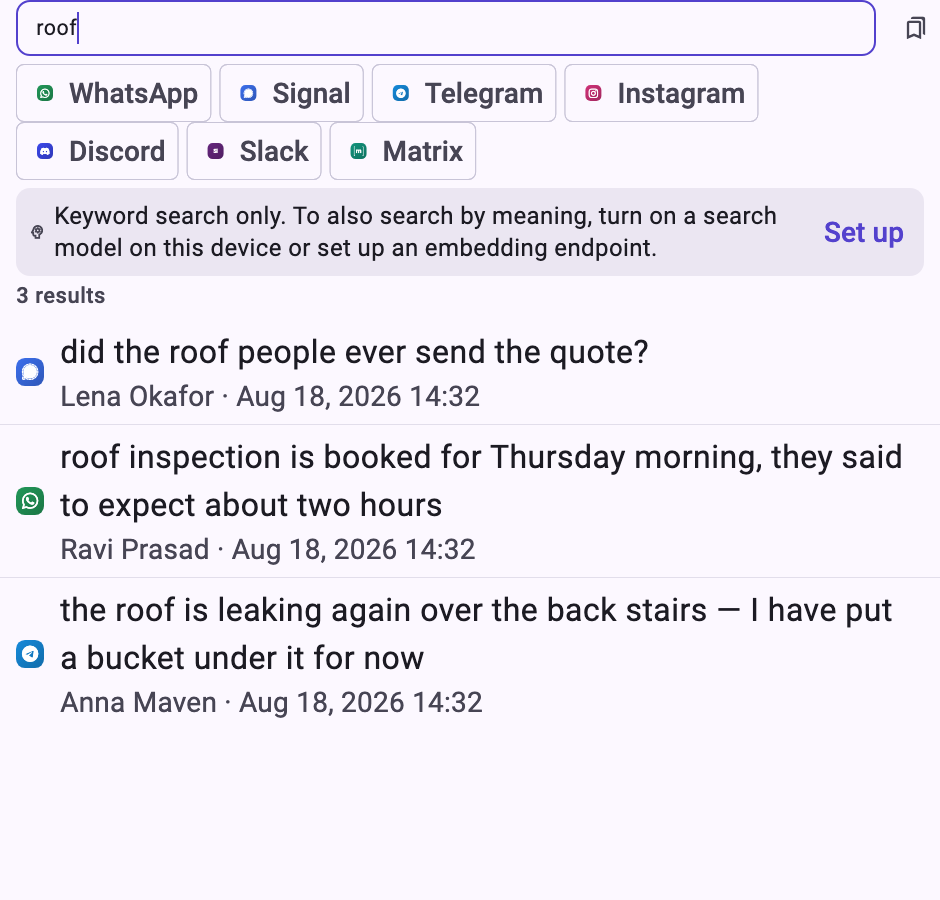 roof
WhatsApp
Signal
Telegram
Instagram
Discord
Slack
Matrix
Keyword search only. To also search by meaning, turn on a search
model on this device or set up an embedding endpoint.
Set up
3 results
did the roof people ever send the quote?
Lena Okafor · Aug 18, 2026 14:32
roof inspection is booked for Thursday morning, they said
to expect about two hours
Ravi Prasad · Aug 18, 2026 14:32
the roof is leaking again over the back stairs — I have put
a bucket under it for now
Anna Maven · Aug 18, 2026 14:32